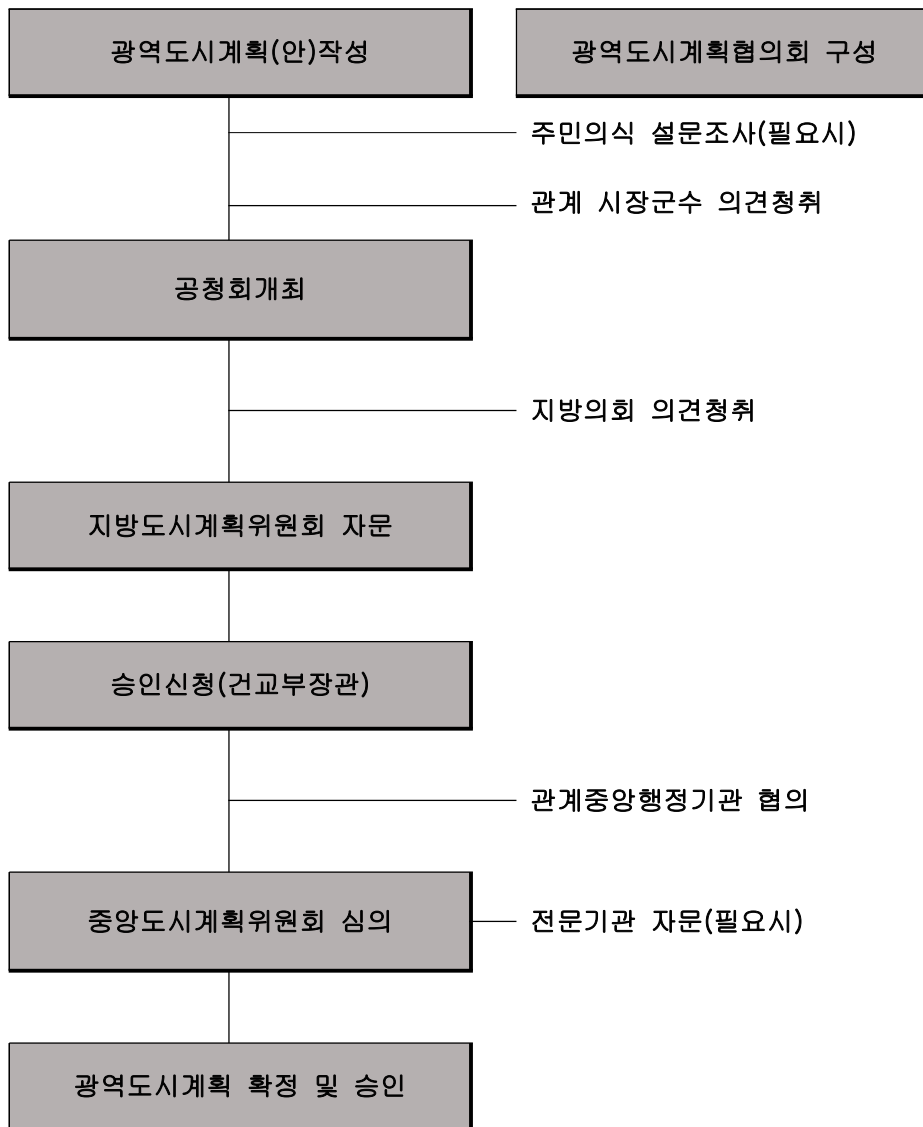 광역도시계획(안)작성
광역도시계획협의회 구성
주민의식 설문조사(필요시)
관계 시장군수 의견청취
공청회개최
지방의회 의견청취
지방도시계획위원회 자문
승인신청(건교부장관)
관계중앙행정기관 협의
중앙도시계획위원회 심의
전문기관 자문(필요시)
광역도시계획 확정 및 승인